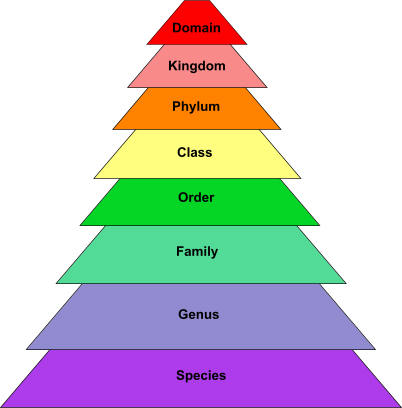 Domain
Kingdom
Phylum
Class
Order
Family
Genus
Species